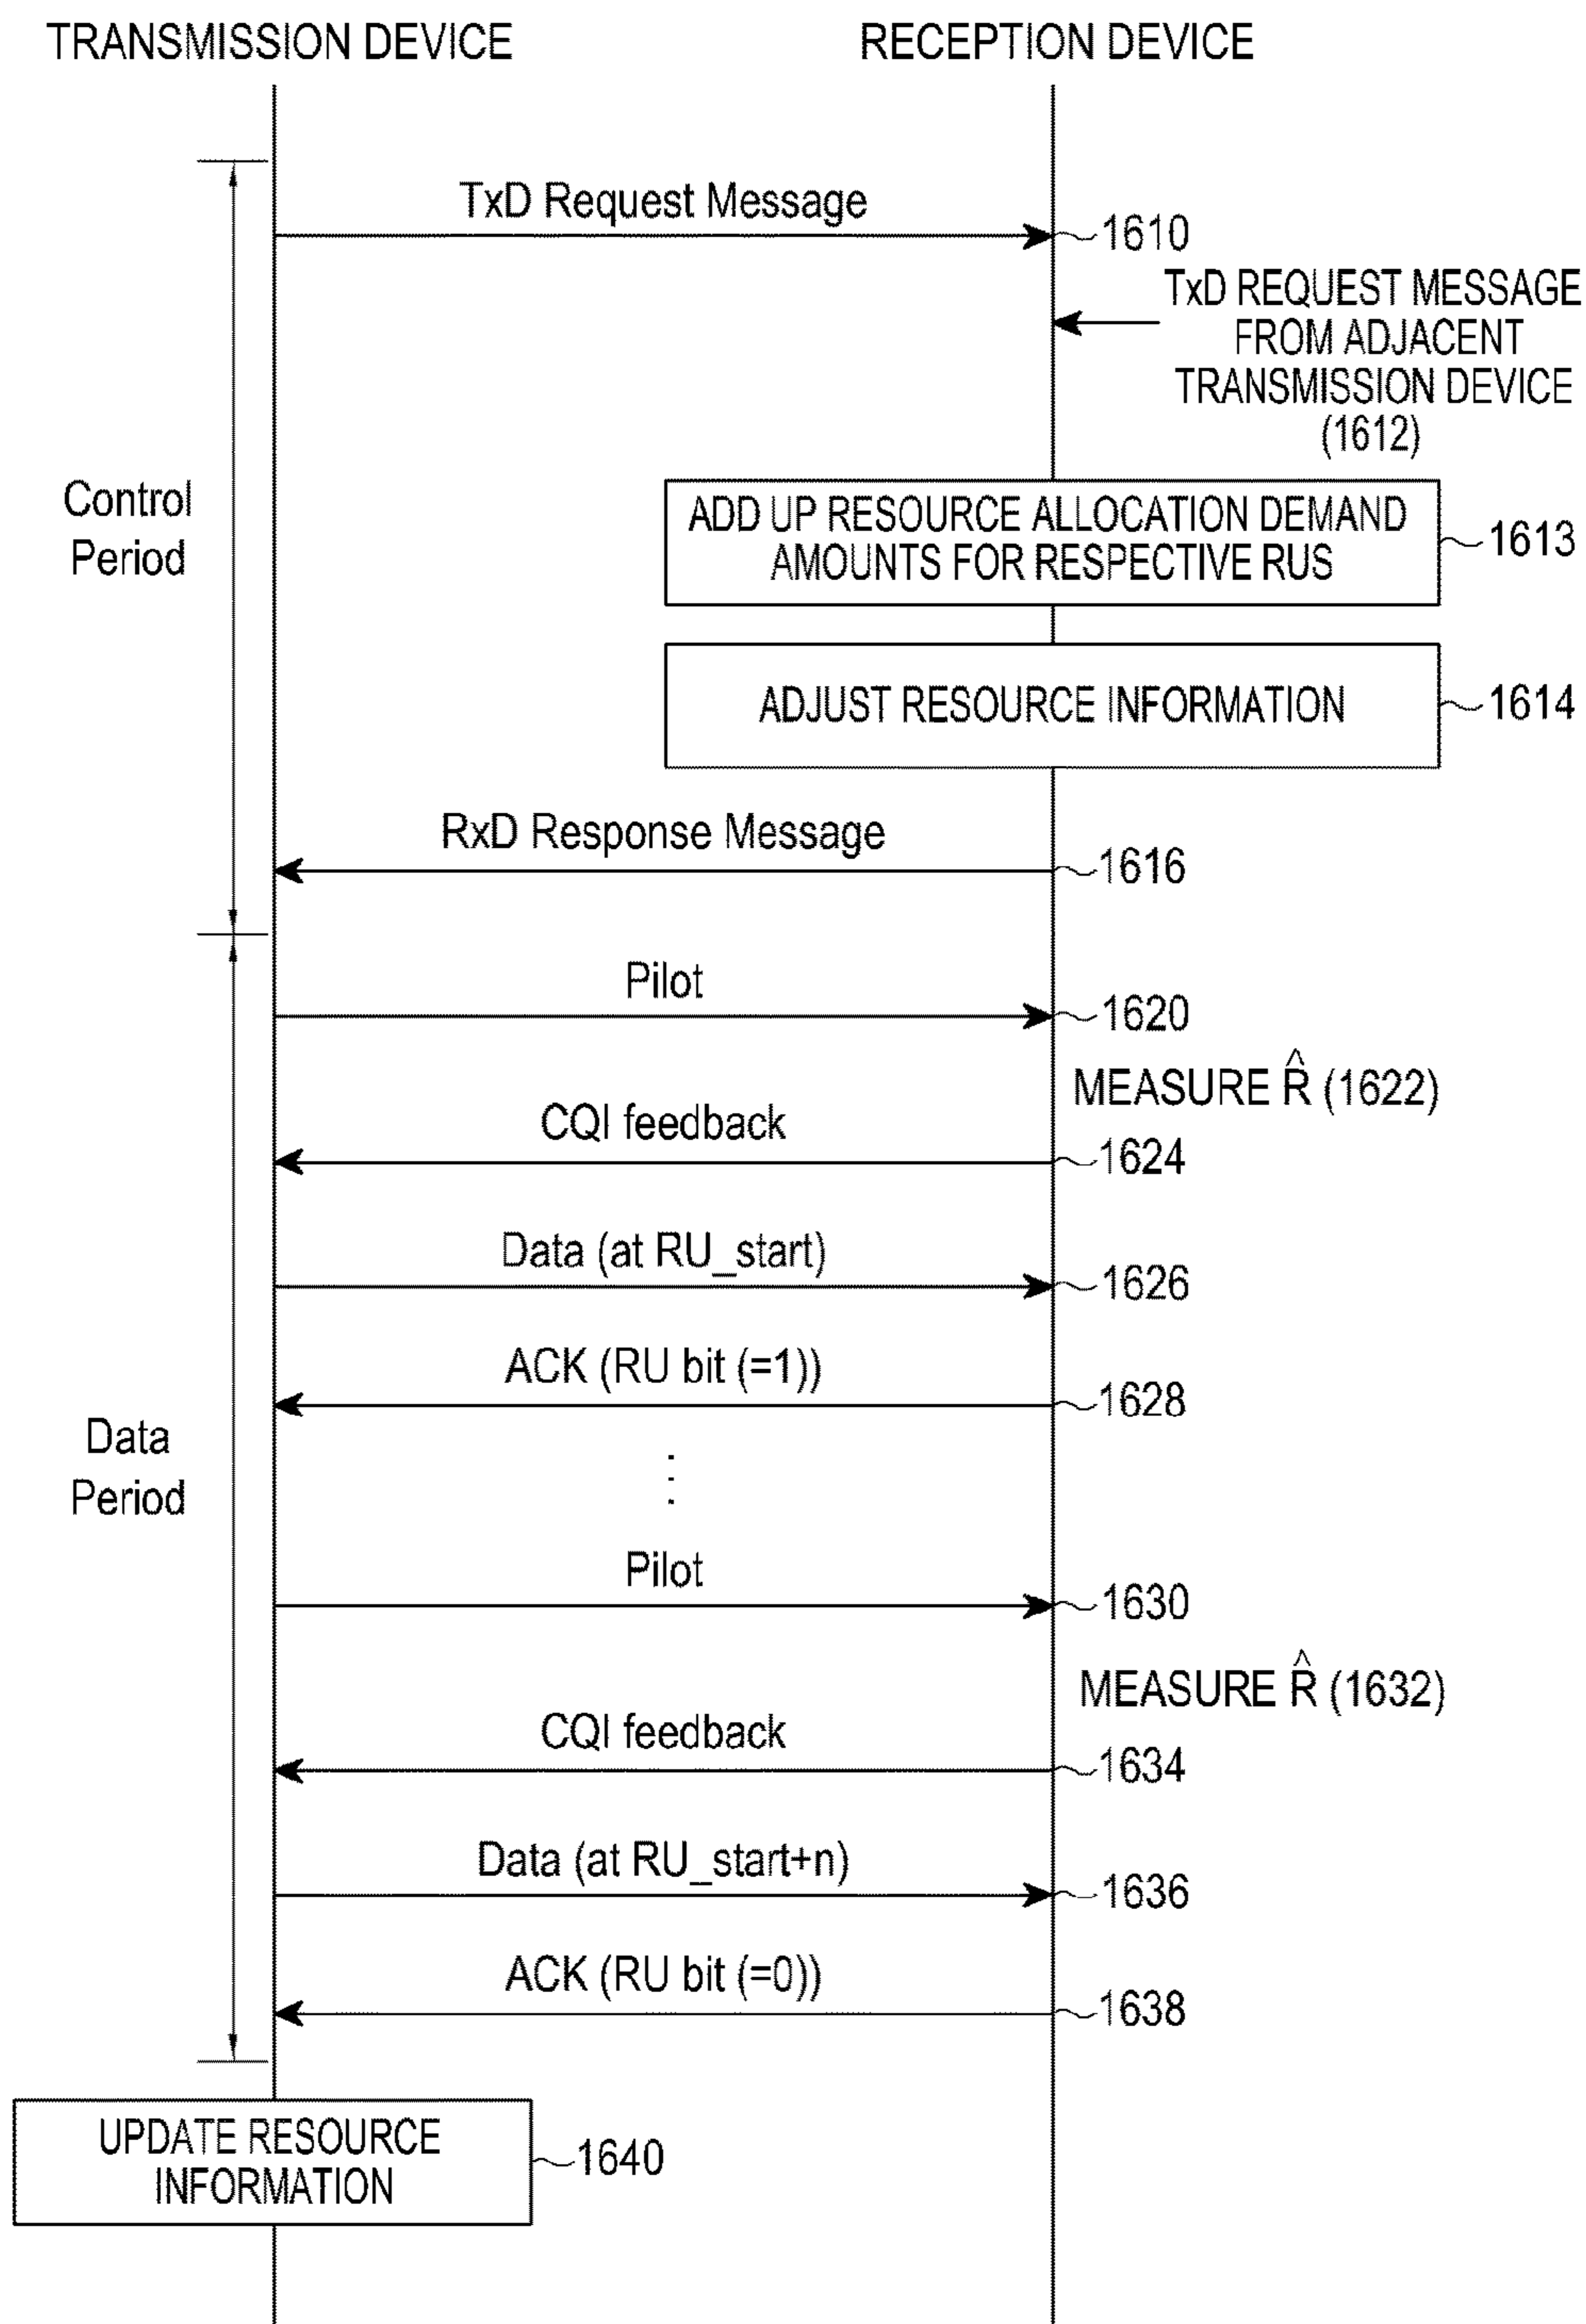 TRANSMISSION DEVICE
RECEPTION DEVICE
TxD Request Message
1610
TxD REQUEST MESSAGE
FROM ADJACENT
TRANSMISSION DEVICE
(1612)
Control
Period
ADD UP RESOURCE ALLOCATION DEMAND
AMOUNTS FOR RESPECTIVE RUS
1613
ADJUST RESOURCE INFORMATION
1614
RxD Response Message
1616
Pilot
1620
MEASURE R̂ (1622)
CQI feedback
1624
Data (at RU_start)
1626
ACK (RU bit (=1))
1628
Data
Period
⋮
Pilot
1630
MEASURE R̂ (1632)
CQI feedback
1634
Data (at RU_start+n)
1636
ACK (RU bit (=0))
1638
UPDATE RESOURCE
INFORMATION
1640